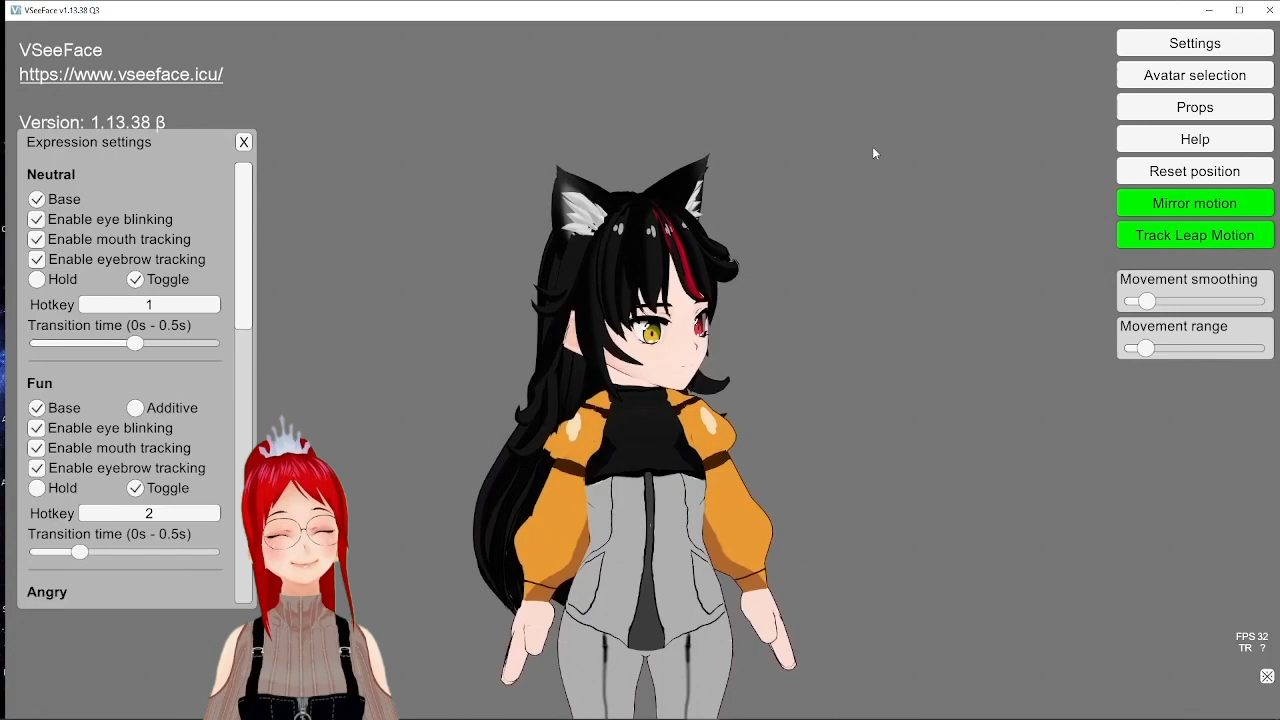 VSeeFace v1.13.38 Q3
VSeeFace
https://www.vseeface.icu/
Version: 1.13.38 β
Expression settings
X
Neutral
Base
Enable eye blinking
Enable mouth tracking
Enable eyebrow tracking
Hold Toggle
Hotkey 1
Transition time (0s - 0.5s)
Fun
Base Additive
Enable eye blinking
Enable mouth tracking
Enable eyebrow tracking
Hold Toggle
Hotkey 2
Transition time (0s - 0.5s)
Angry
Settings
Avatar selection
Props
Help
Reset position
Mirror motion
Track Leap Motion
Movement smoothing
Movement range
FPS 32
TR ?